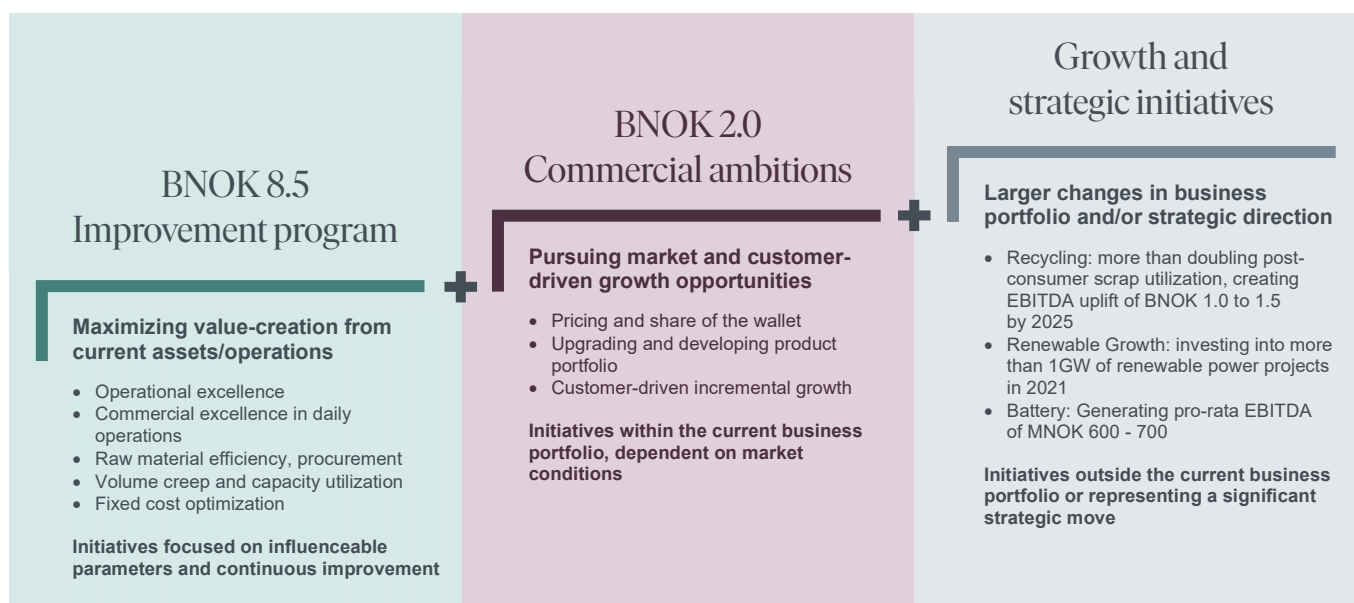 BNOK 8.5
Improvement program
Maximizing value-creation from
current assets/operations
• Operational excellence
• Commercial excellence in daily
operations
• Raw material efficiency, procurement
• Volume creep and capacity utilization
• Fixed cost optimization
Initiatives focused on influenceable
parameters and continuous improvement
BNOK 2.0
Commercial ambitions
Pursuing market and customer-
driven growth opportunities
• Pricing and share of the wallet
• Upgrading and developing product
portfolio
• Customer-driven incremental growth
Initiatives within the current business
portfolio, dependent on market
conditions
Growth and
strategic initiatives
Larger changes in business
portfolio and/or strategic direction
• Recycling: more than doubling post-
consumer scrap utilization, creating
EBITDA uplift of BNOK 1.0 to 1.5
by 2025
• Renewable Growth: investing into more
than 1GW of renewable power projects
in 2021
• Battery: Generating pro-rata EBITDA
of MNOK 600 - 700
Initiatives outside the current business
portfolio or representing a significant
strategic move